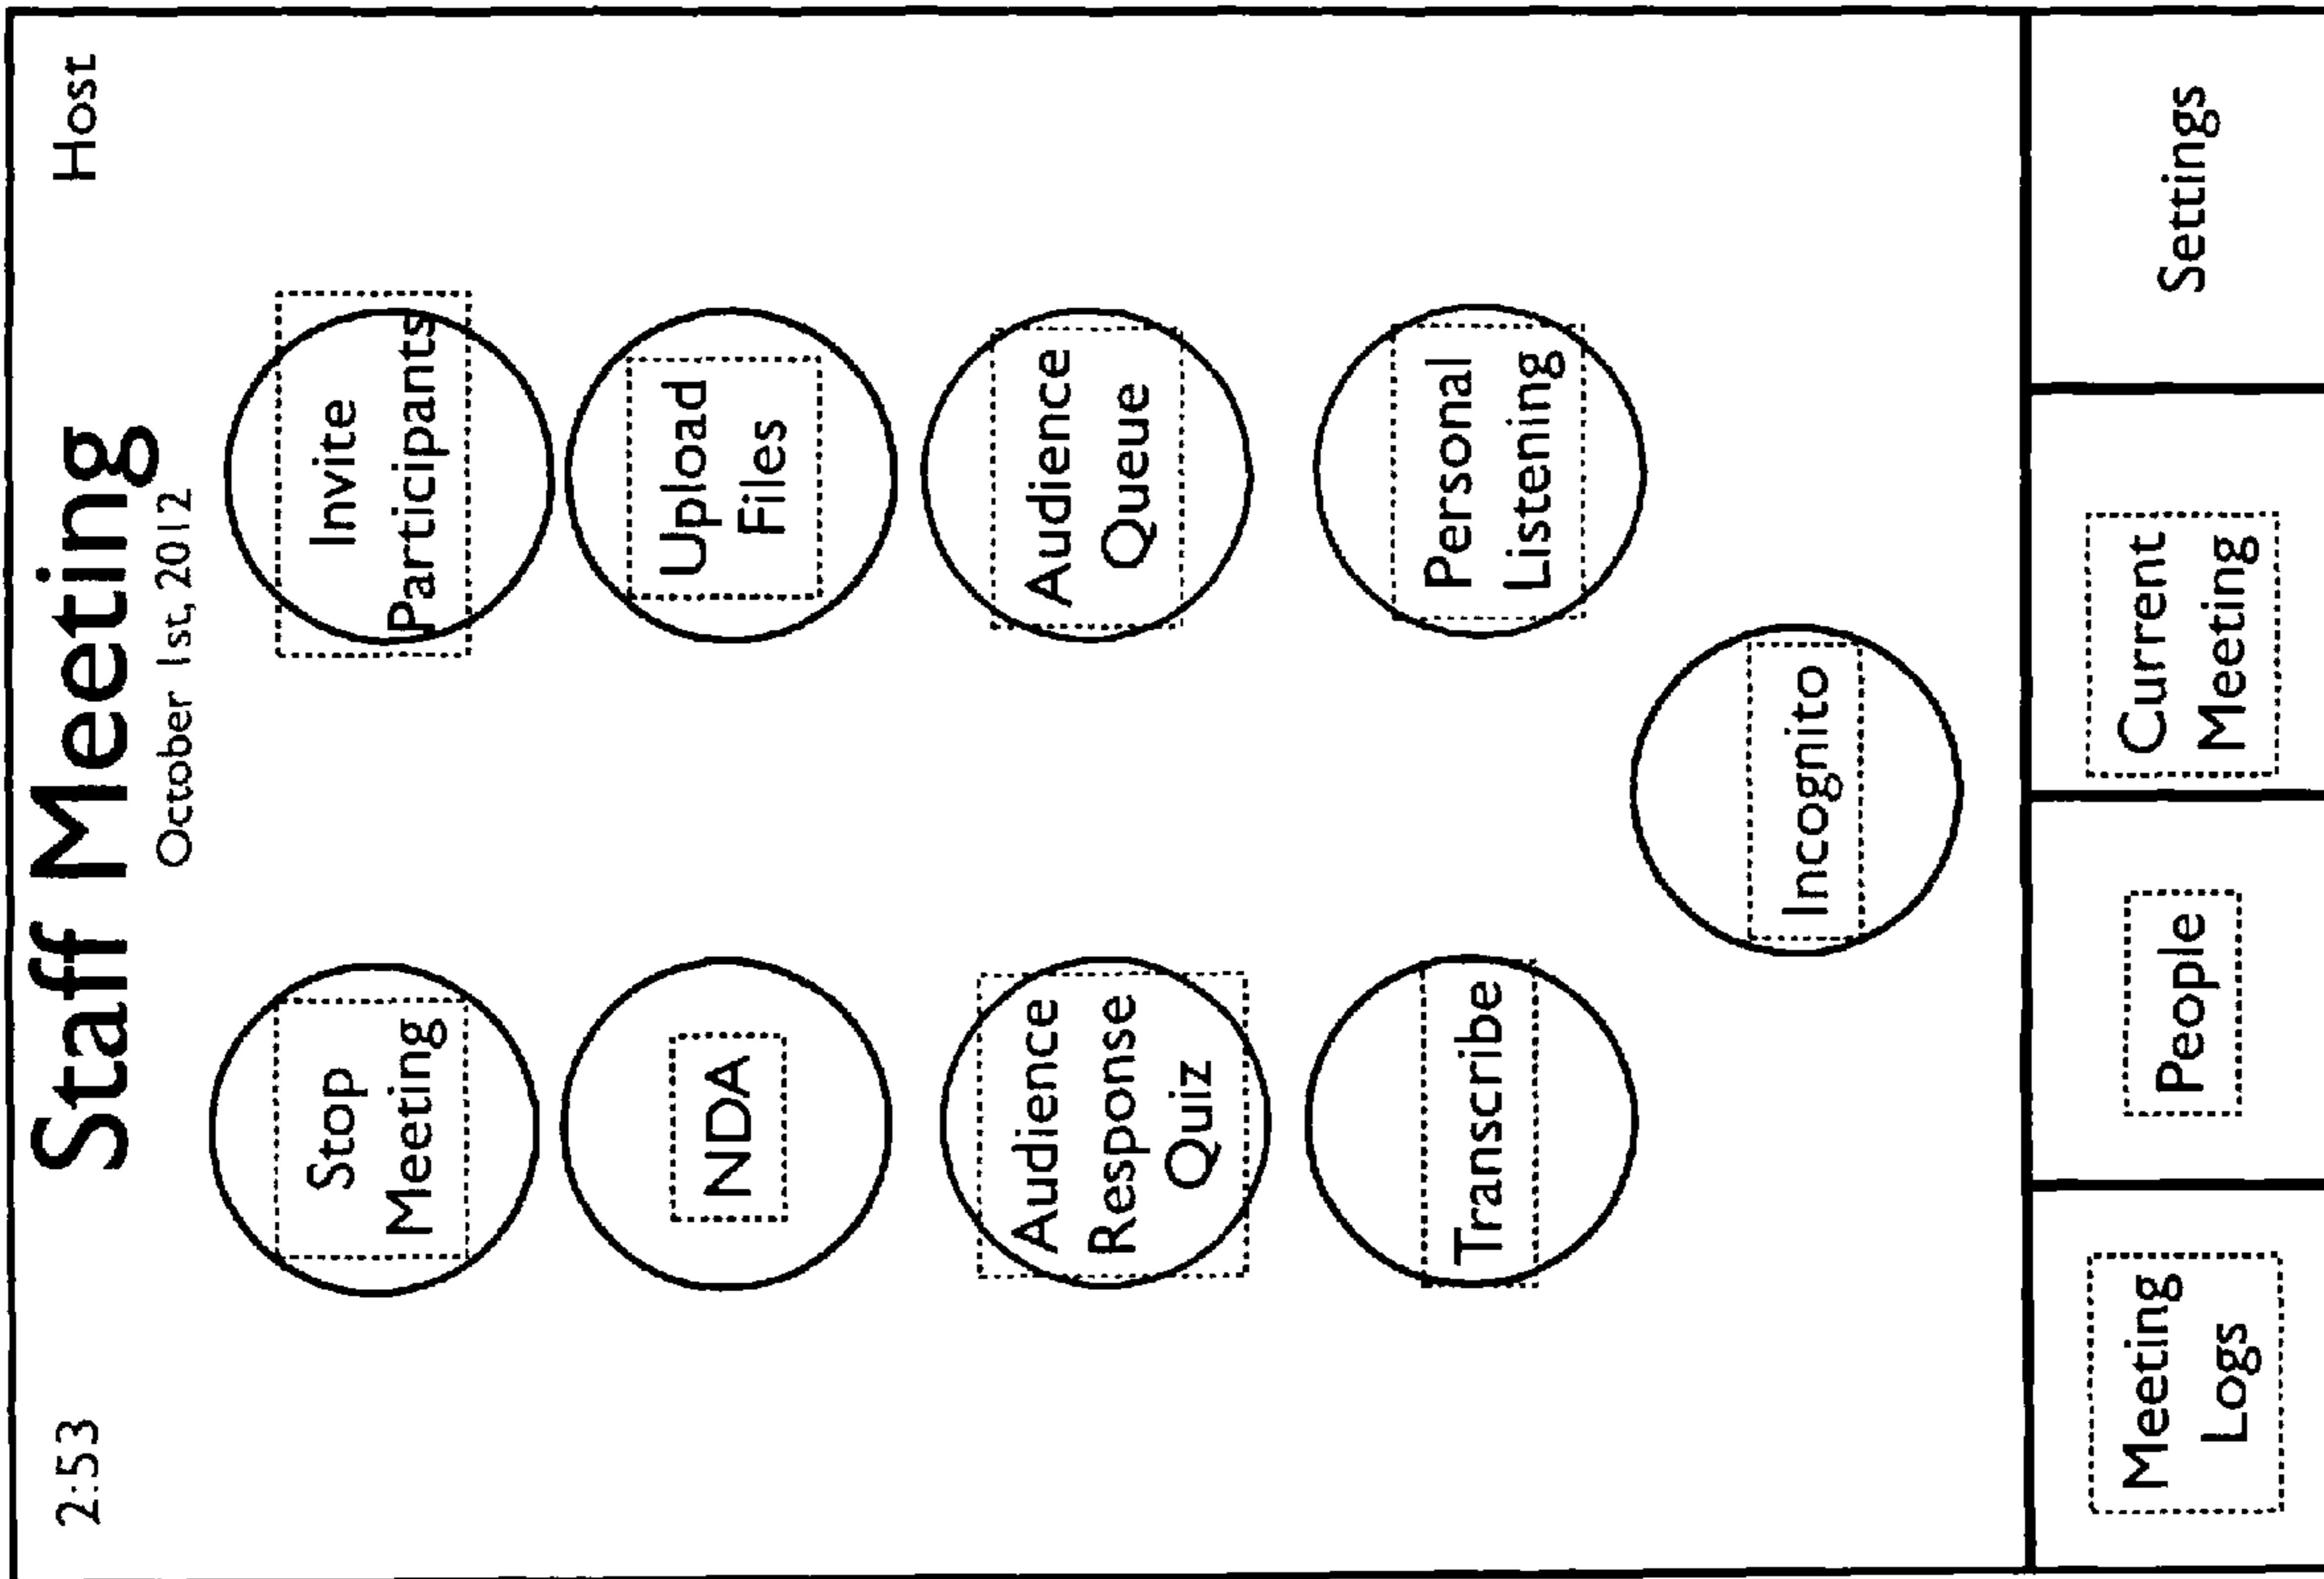 2:53
Staff Meeting
Host
October 1st, 2012
Stop
Meeting
Invite
Participants
NDA
Upload
Files
Audience
Response
Quiz
Audience
Queue
Transcribe
Personal
Listening
Incognito
Meeting
Logs
People
Current
Meeting
Settings